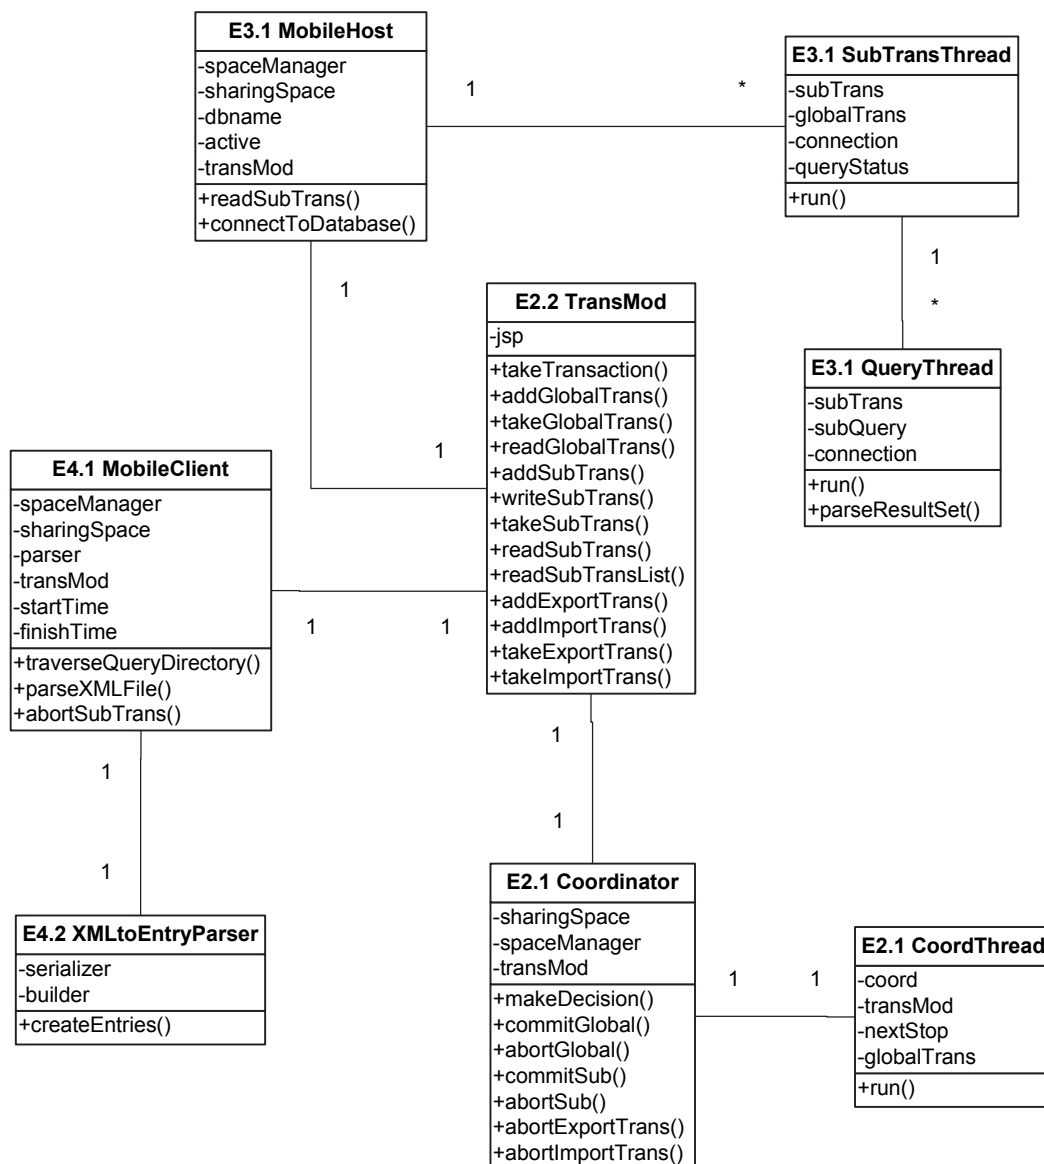 E3.1 MobileHost
-spaceManager
-sharingSpace
-dbname
-active
-transMod
+readSubTrans()
+connectToDatabase()
1
*
E3.1 SubTransThread
-subTrans
-globalTrans
-connection
-queryStatus
+run()
1
*
E3.1 QueryThread
-subTrans
-subQuery
-connection
+run()
+parseResultSet()
1
1
E2.2 TransMod
-jsp
+takeTransaction()
+addGlobalTrans()
+takeGlobalTrans()
+readGlobalTrans()
+addSubTrans()
+writeSubTrans()
+takeSubTrans()
+readSubTrans()
+readSubTransList()
+addExportTrans()
+addImportTrans()
+takeExportTrans()
+takeImportTrans()
E4.1 MobileClient
-spaceManager
-sharingSpace
-parser
-transMod
-startTime
-finishTime
+traverseQueryDirectory()
+parseXMLFile()
+abortSubTrans()
1
1
1
1
E4.2 XMLtoEntryParser
-serializer
-builder
+createEntries()
1
1
E2.1 Coordinator
-sharingSpace
-spaceManager
-transMod
+makeDecision()
+commitGlobal()
+abortGlobal()
+commitSub()
+abortSub()
+abortExportTrans()
+abortImportTrans()
1
1
E2.1 CoordThread
-coord
-transMod
-nextStop
-globalTrans
+run()